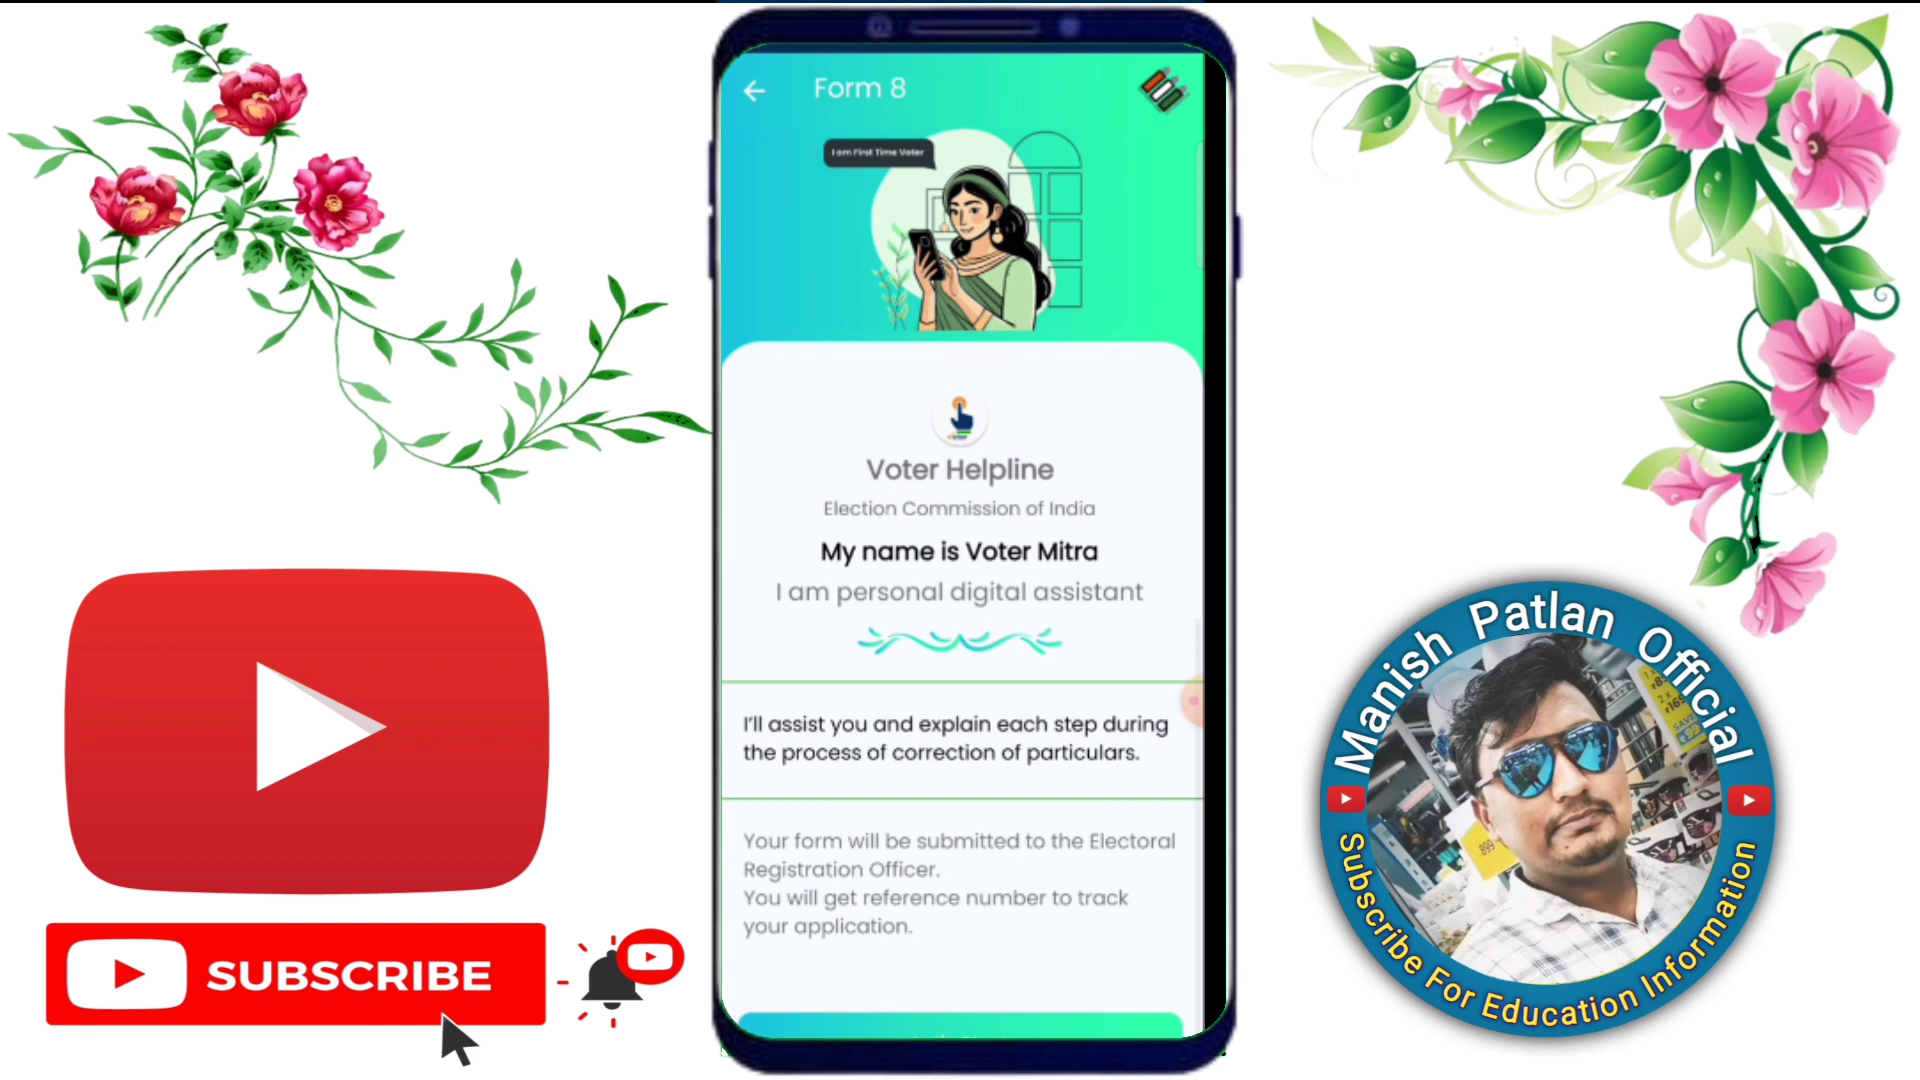 Form 8
I am First Time Voter
Voter Helpline
Election Commission of India
My name is Voter Mitra
I am personal digital assistant
I'll assist you and explain each step during
the process of correction of particulars.
Your form will be submitted to the Electoral
Registration Officer.
You will get reference number to track
your application.
SUBSCRIBE
Manish Patlan Official
Subscribe For Education Information
899